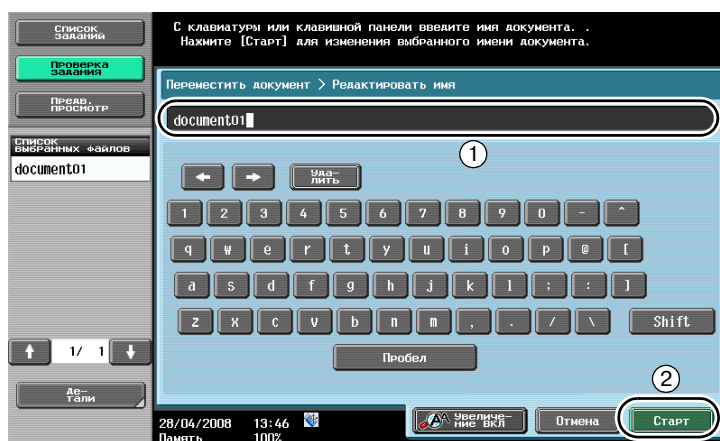 Список
заданий
Проверка
задания
Предв.
просмотр
Список
выбранных файлов
document01
1/ 1
Де-
тали
С клавиатуры или клавишной панели введите имя документа. .
Нажмите [Старт] для изменения выбранного имени документа.
Переместить документ > Редактировать имя
document01
1
← → Уда-
лить
1 2 3 4 5 6 7 8 9 0 - ^
q w e r t y u i o p @ [
a s d f g h j k l ; : ]
z x c v b n m , . / \ Shift
Пробел
2
28/04/2008 13:46
Память 100%
AA Увеличе-
ние ВКЛ
Отмена
Старт